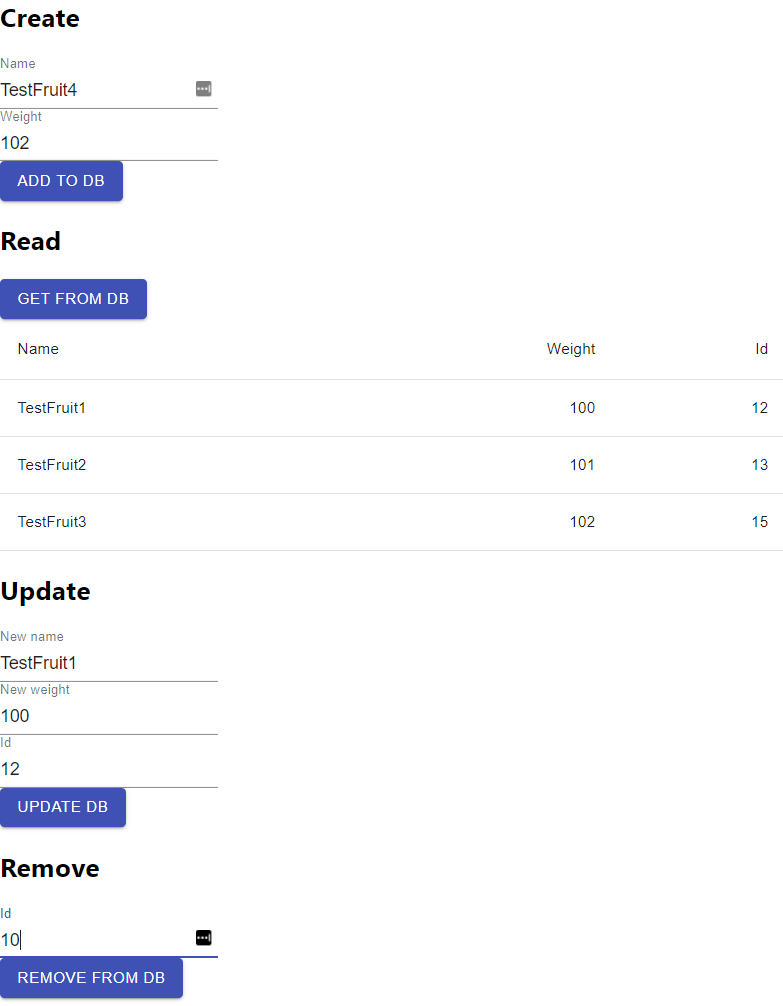 Create
Name
TestFruit4
Weight
102
ADD TO DB
Read
GET FROM DB
Name Weight Id
TestFruit1 100 12
TestFruit2 101 13
TestFruit3 102 15
Update
New name
TestFruit1
New weight
100
Id
12
UPDATE DB
Remove
Id
10
REMOVE FROM DB